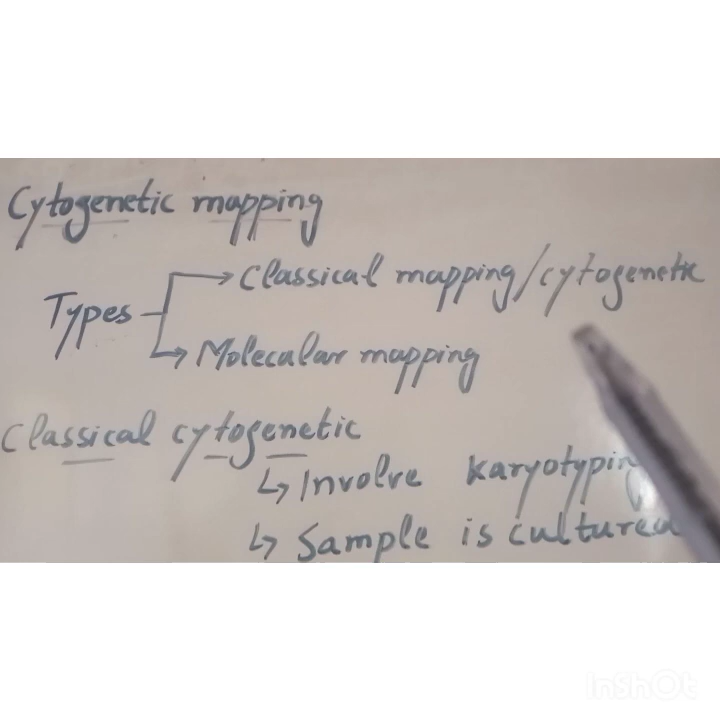 Cytogenetic mapping
Types → Classical mapping/cytogenetic
→ Molecular mapping
Classical cytogenetic
↳ Involve karyotyping
↳ Sample is cultured
InShOt